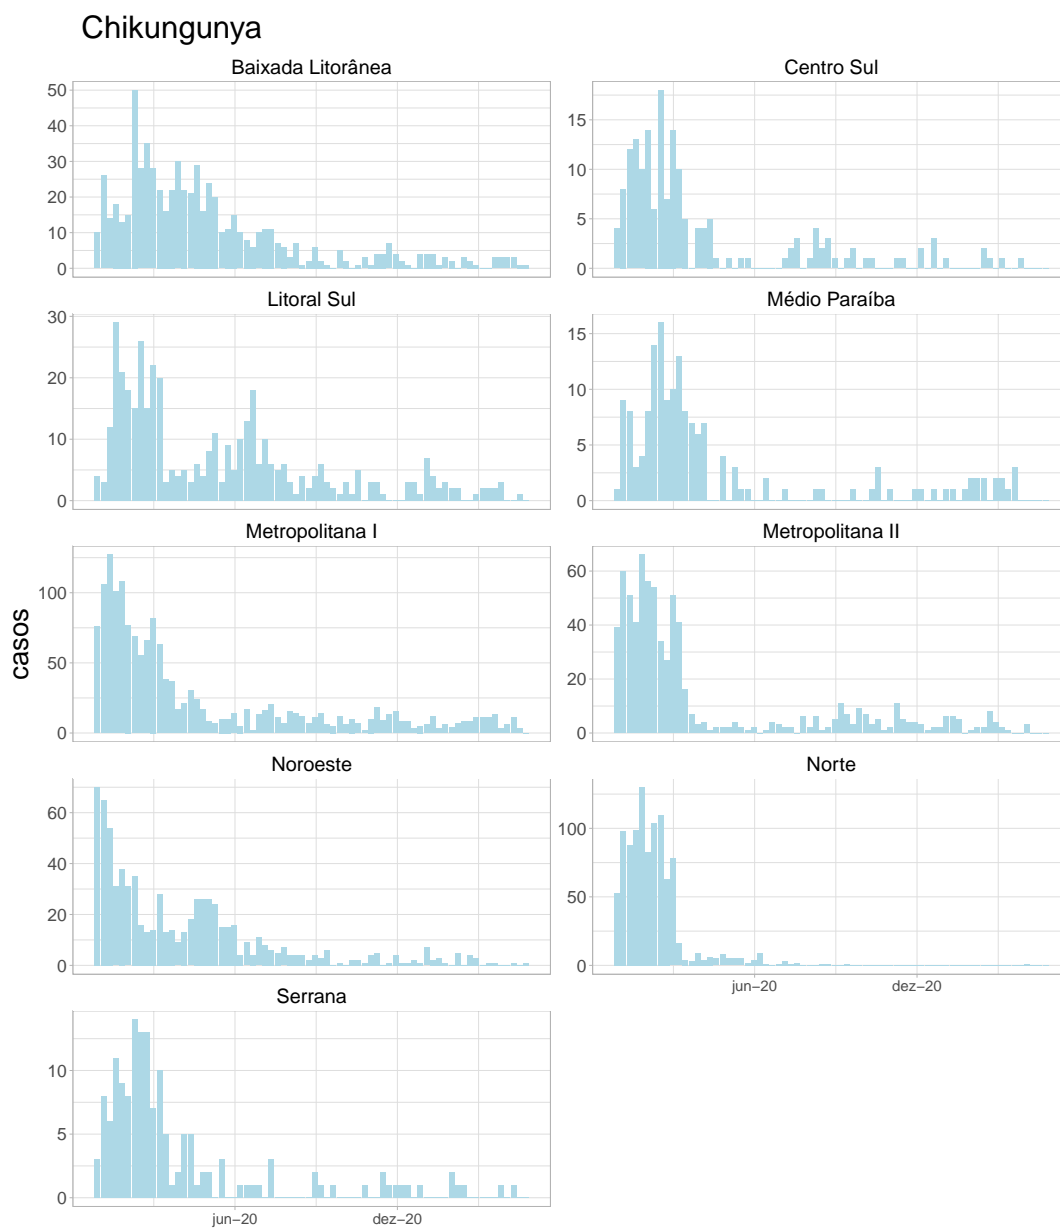 Chikungunya
Baixada Litorânea
Centro Sul
50
40
30
20
10
0
15
10
5
0
Litoral Sul
Médio Paraíba
30
20
10
0
15
10
5
0
Metropolitana I
Metropolitana II
100
50
0
60
40
20
0
casos
Noroeste
Norte
60
40
20
0
100
50
0
jun−20
dez−20
Serrana
10
5
0
jun−20
dez−20